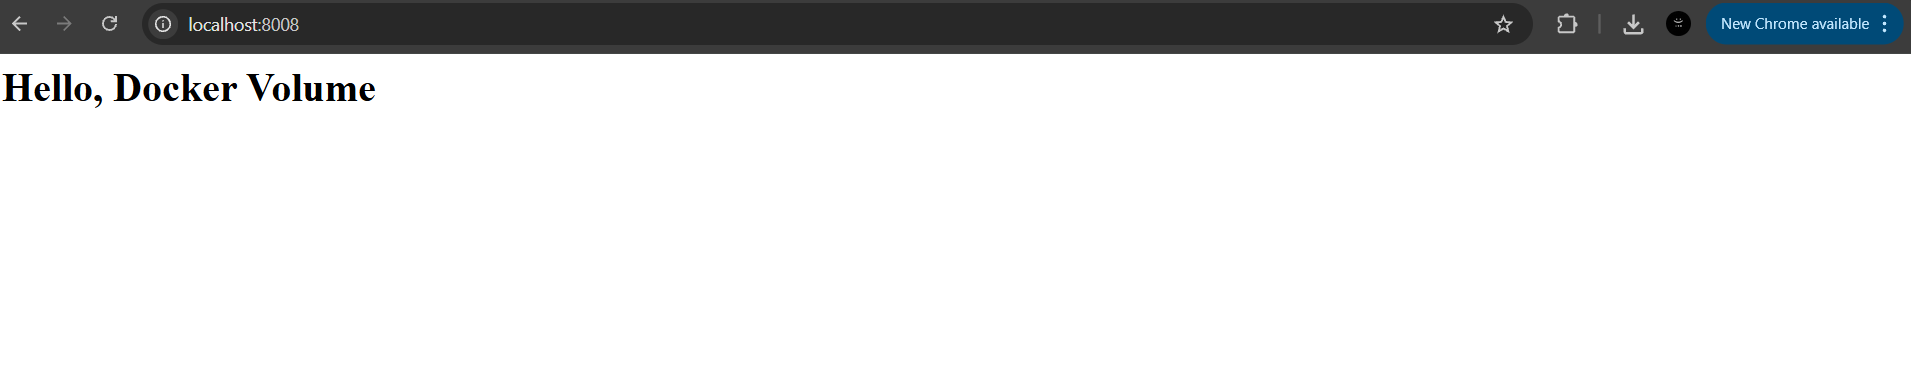 localhost:8008
New Chrome available
Hello, Docker Volume